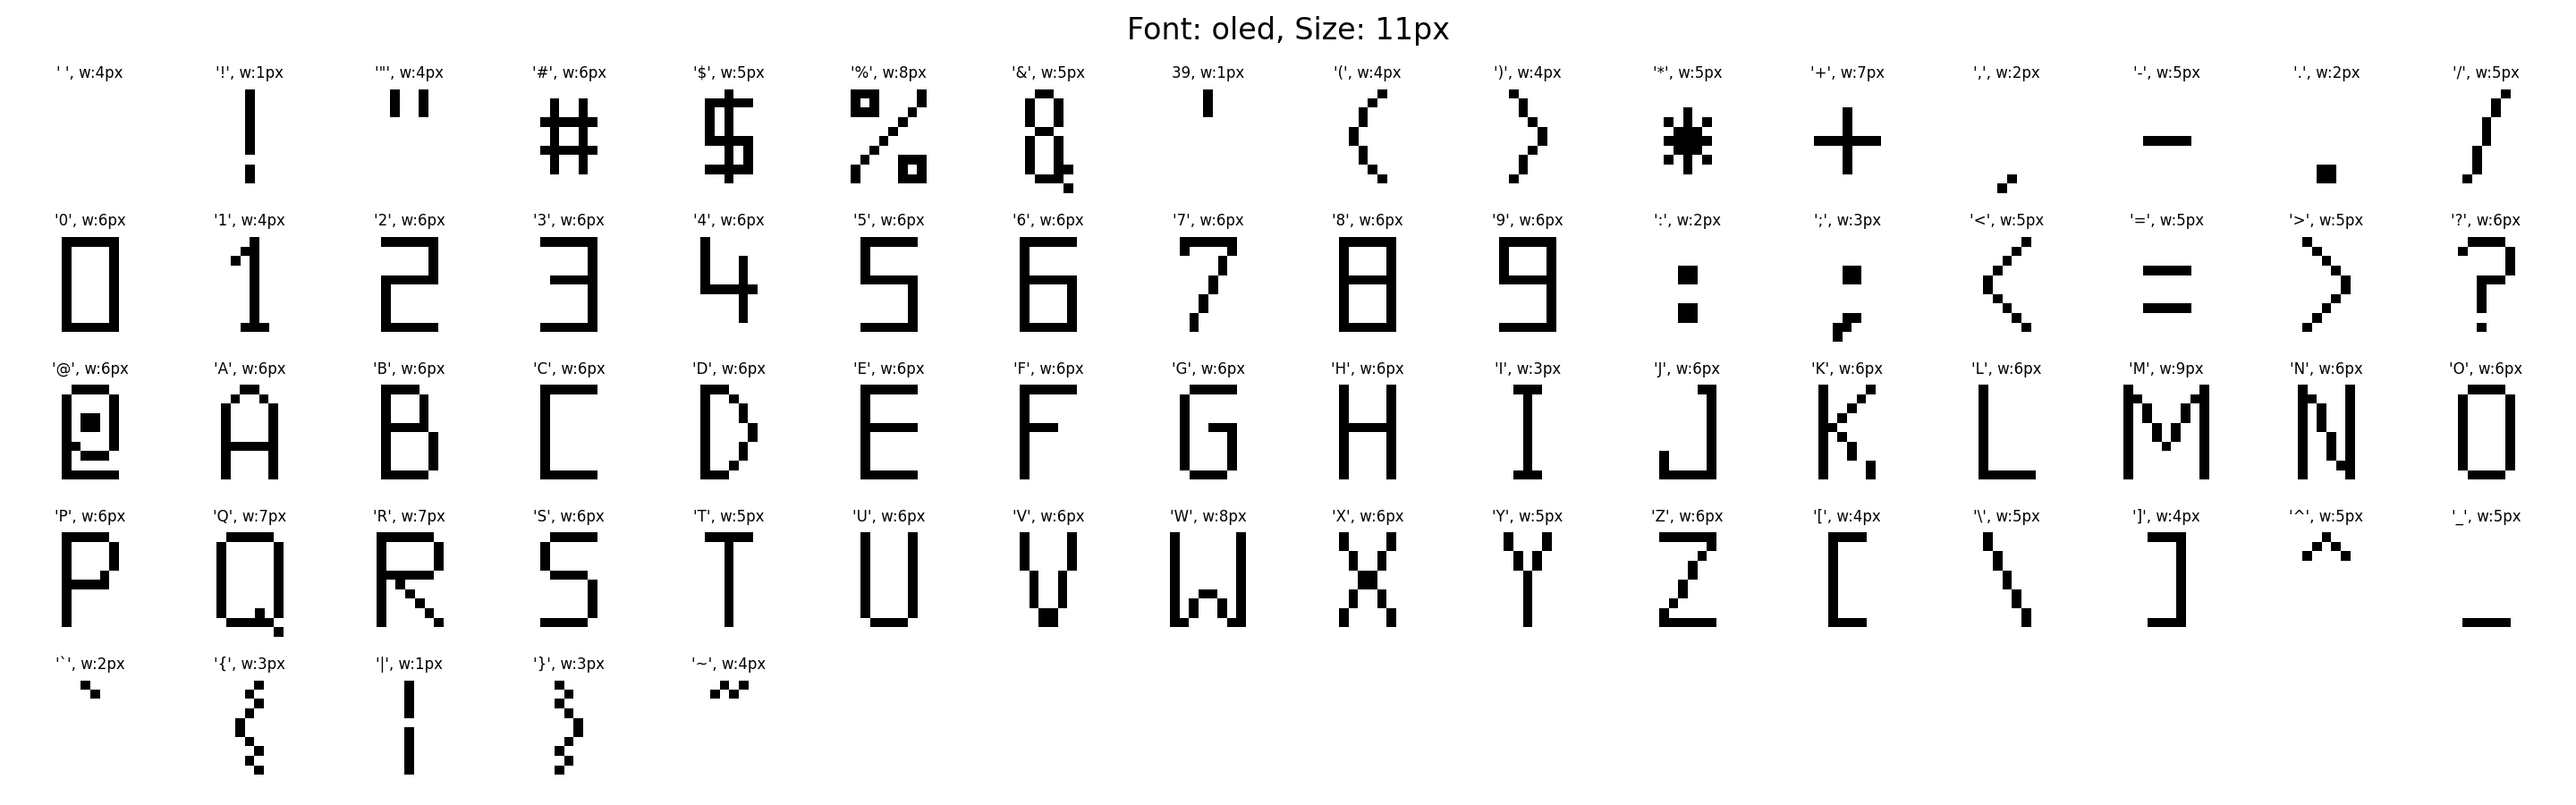 Font: oled, Size: 11px
' ', w:4px '!', w:1px '"', w:4px '#', w:6px '$', w:5px '%', w:8px '&', w:5px 39, w:1px '(', w:4px ')', w:4px '*', w:5px '+', w:7px ',', w:2px '-', w:5px '.', w:2px '/', w:5px
! " # $ % & ' ( ) * + , - . /
'0', w:6px '1', w:4px '2', w:6px '3', w:6px '4', w:6px '5', w:6px '6', w:6px '7', w:6px '8', w:6px '9', w:6px ':', w:2px ';', w:3px '<', w:5px '=', w:5px '>', w:5px '?', w:6px
0 1 2 3 4 5 6 7 8 9 : ; < = > ?
'@', w:6px 'A', w:6px 'B', w:6px 'C', w:6px 'D', w:6px 'E', w:6px 'F', w:6px 'G', w:6px 'H', w:6px 'I', w:3px 'J', w:6px 'K', w:6px 'L', w:6px 'M', w:9px 'N', w:6px 'O', w:6px
@ A B C D E F G H I J K L M N O
'P', w:6px 'Q', w:7px 'R', w:7px 'S', w:6px 'T', w:5px 'U', w:6px 'V', w:6px 'W', w:8px 'X', w:6px 'Y', w:5px 'Z', w:6px '[', w:4px '\', w:5px ']', w:4px '^', w:5px '_', w:5px
P Q R S T U V W X Y Z [ \ ] ^ _
'`', w:2px '{', w:3px '|', w:1px '}', w:3px '~', w:4px
` { | } ~